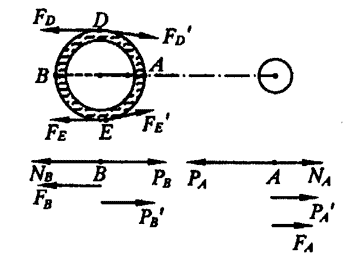 F_D D F_D'
B A
F_E E F_E'
N_B B P_B P_A A N_A
F_B P_B' P_A'
F_A